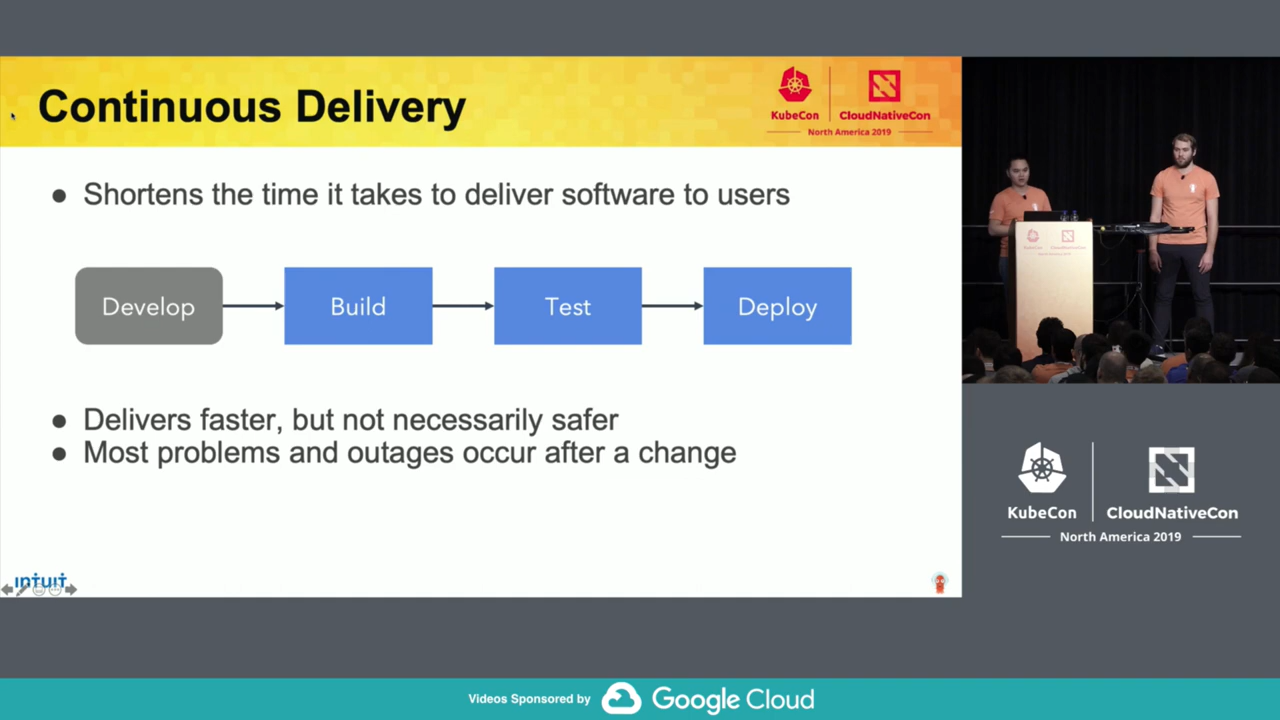 Continuous Delivery
KubeCon
CloudNativeCon
North America 2019
● Shortens the time it takes to deliver software to users
Develop
Build
Test
Deploy
● Delivers faster, but not necessarily safer
● Most problems and outages occur after a change
INTUIT
KubeCon
CloudNativeCon
North America 2019
Videos Sponsored by Google Cloud